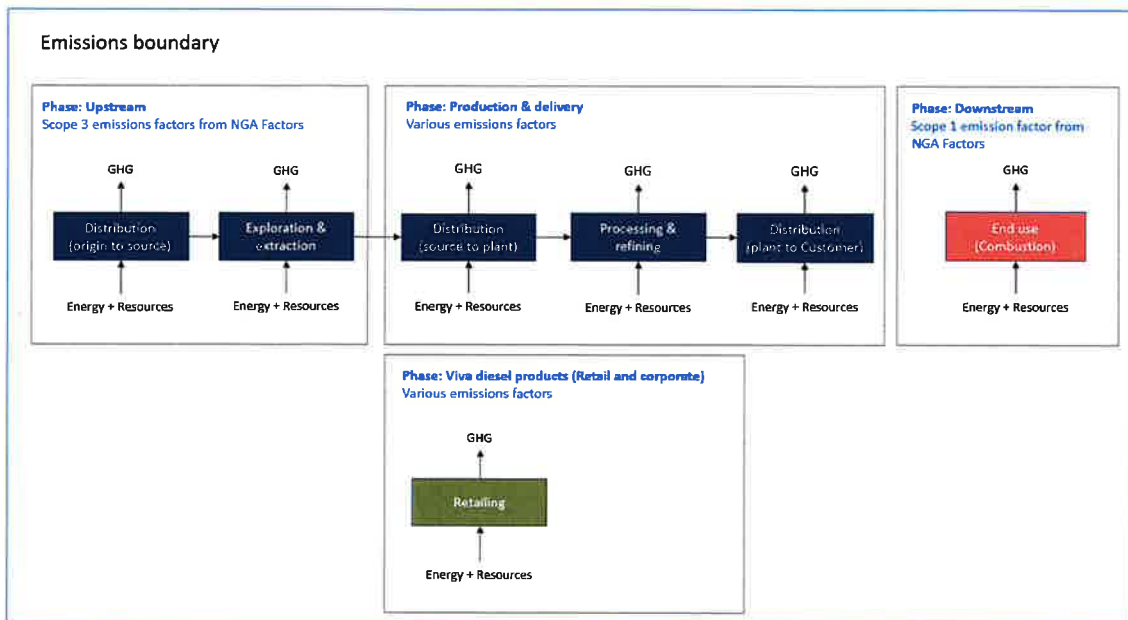 Emissions boundary
Phase: Upstream
Scope 3 emissions factors from NGA Factors
GHG
GHG
Distribution
(origin to source)
Exploration &
extraction
Energy + Resources
Energy + Resources
Phase: Production & delivery
Various emissions factors
GHG
GHG
GHG
Distribution
(source to plant)
Processing &
refining
Distribution
(plant to Customer)
Energy + Resources
Energy + Resources
Energy + Resources
Phase: Downstream
Scope 1 emission factor from
NGA Factors
GHG
End use
(Combustion)
Energy + Resources
Phase: Viva diesel products (Retail and corporate)
Various emissions factors
GHG
Retailing
Energy + Resources